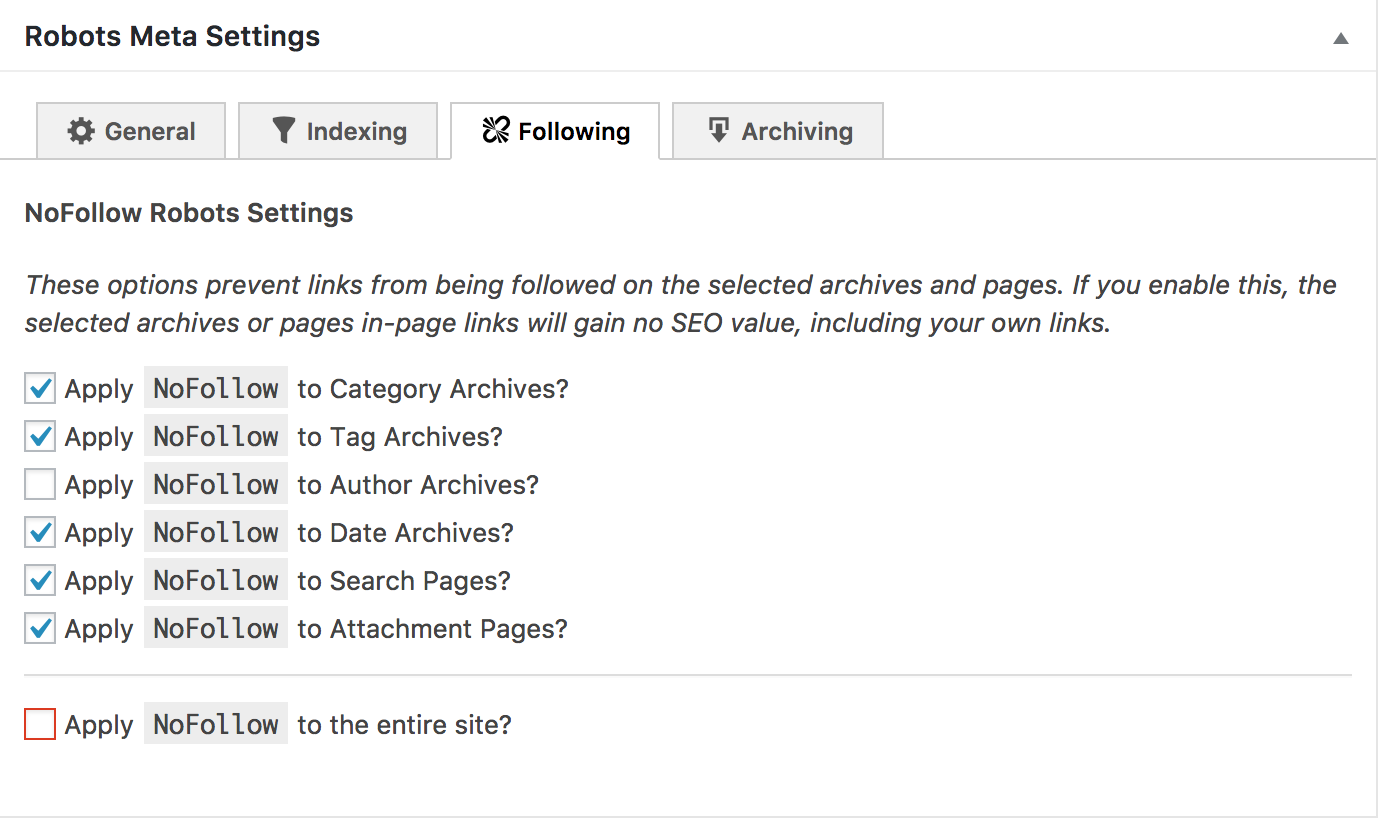 Robots Meta Settings
General
Indexing
Following
Archiving
NoFollow Robots Settings
These options prevent links from being followed on the selected archives and pages. If you enable this, the
selected archives or pages in-page links will gain no SEO value, including your own links.
Apply NoFollow to Category Archives?
Apply NoFollow to Tag Archives?
Apply NoFollow to Author Archives?
Apply NoFollow to Date Archives?
Apply NoFollow to Search Pages?
Apply NoFollow to Attachment Pages?
Apply NoFollow to the entire site?